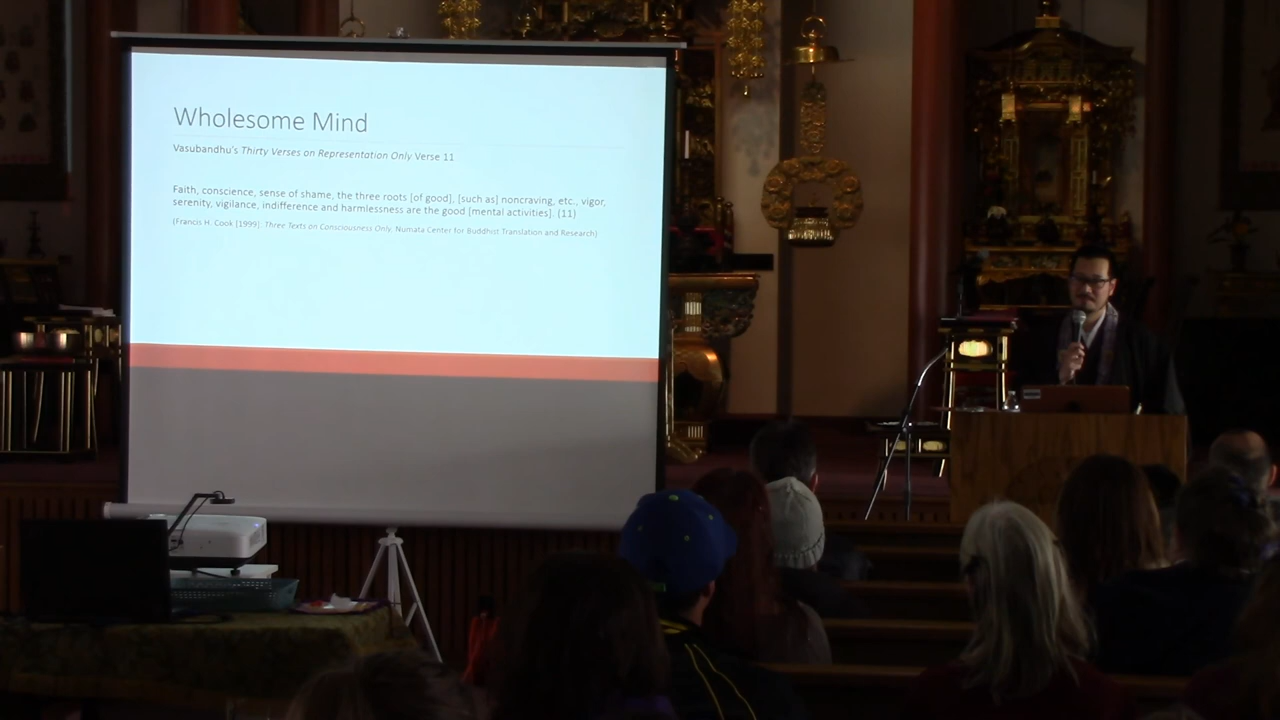 Wholesome Mind
Vasubandhu's Thirty Verses on Representation Only Verse 11
Faith, conscience, sense of shame, the three roots [of good], [such as] noncraving, etc., vigor,
serenity, vigilance, indifference and harmlessness are the good [mental activities]. (11)
(Francis H. Cook [1999]: Three Texts on Consciousness Only, Numata Center for Buddhist Translation and Research)